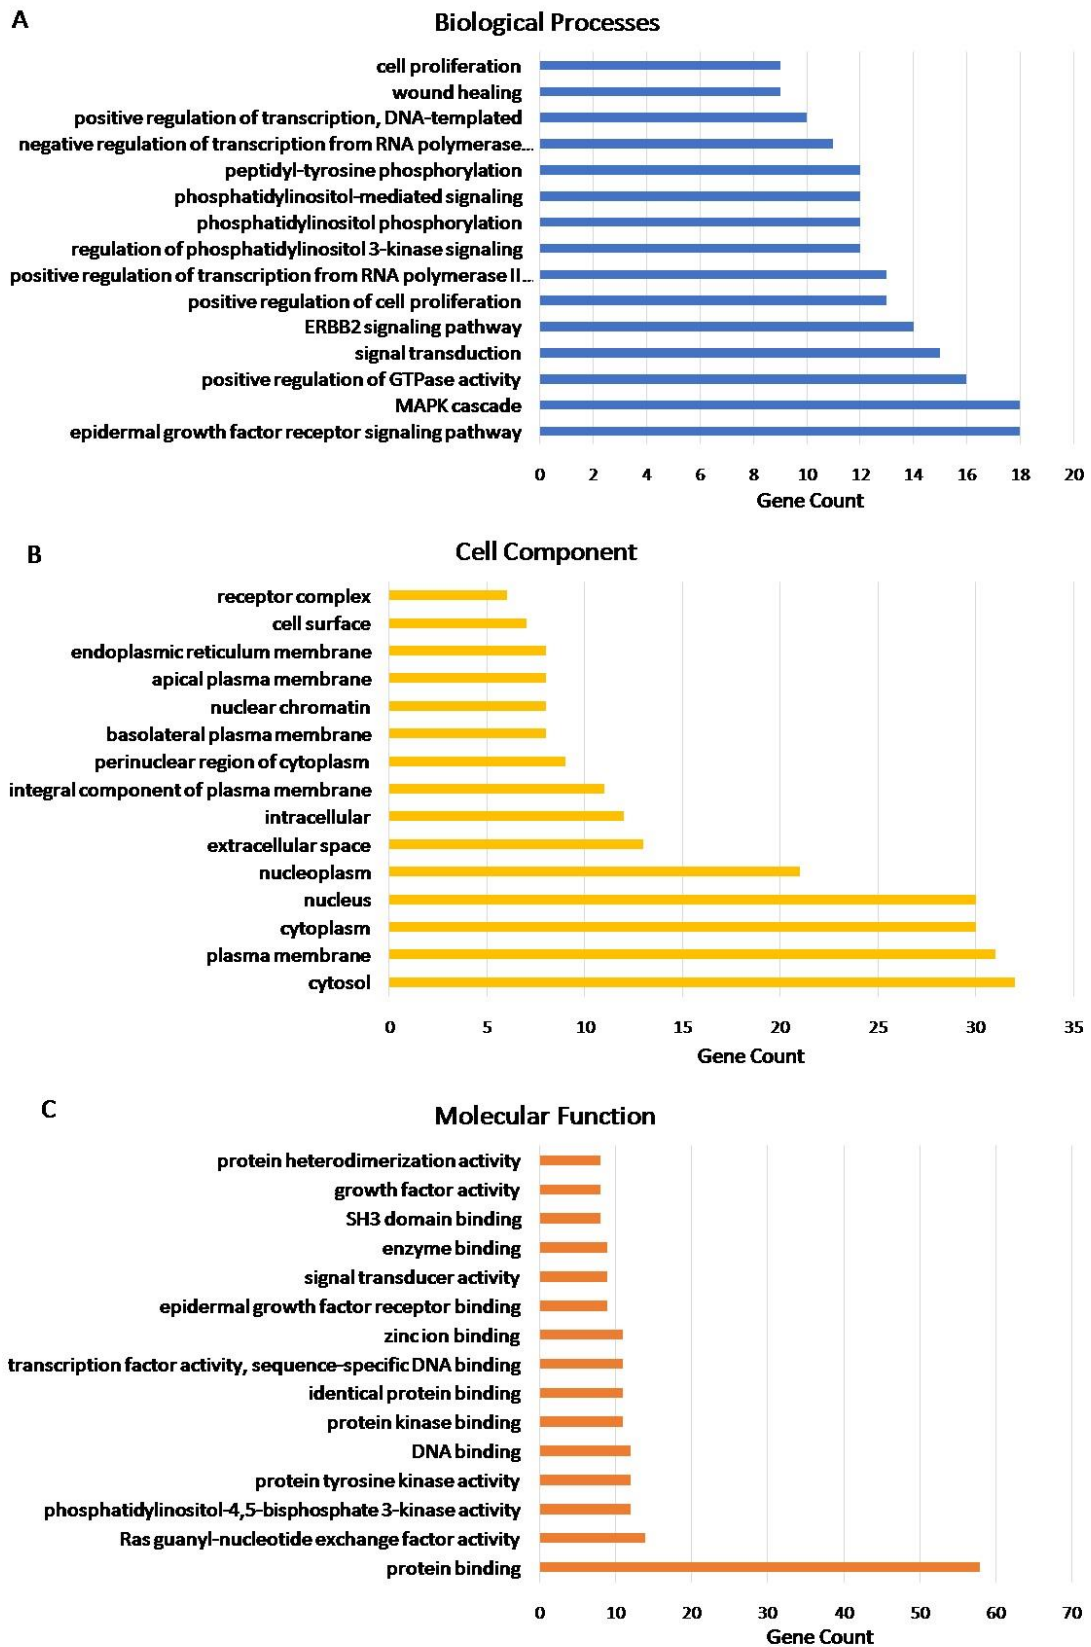 A
Biological Processes
cell proliferation
wound healing
positive regulation of transcription, DNA-templated
negative regulation of transcription from RNA polymerase...
peptidyl-tyrosine phosphorylation
phosphatidylinositol-mediated signaling
phosphatidylinositol phosphorylation
regulation of phosphatidylinositol 3-kinase signaling
positive regulation of transcription from RNA polymerase II...
positive regulation of cell proliferation
ERBB2 signaling pathway
signal transduction
positive regulation of GTPase activity
MAPK cascade
epidermal growth factor receptor signaling pathway
0 2 4 6 8 10 12 14 16 18 20
Gene Count
B
Cell Component
receptor complex
cell surface
endoplasmic reticulum membrane
apical plasma membrane
nuclear chromatin
basolateral plasma membrane
perinuclear region of cytoplasm
integral component of plasma membrane
intracellular
extracellular space
nucleoplasm
nucleus
cytoplasm
plasma membrane
cytosol
0 5 10 15 20 25 30 35
Gene Count
C
Molecular Function
protein heterodimerization activity
growth factor activity
SH3 domain binding
enzyme binding
signal transducer activity
epidermal growth factor receptor binding
zinc ion binding
transcription factor activity, sequence-specific DNA binding
identical protein binding
protein kinase binding
DNA binding
protein tyrosine kinase activity
phosphatidylinositol-4,5-bisphosphate 3-kinase activity
Ras guanyl-nucleotide exchange factor activity
protein binding
0 10 20 30 40 50 60 70
Gene Count